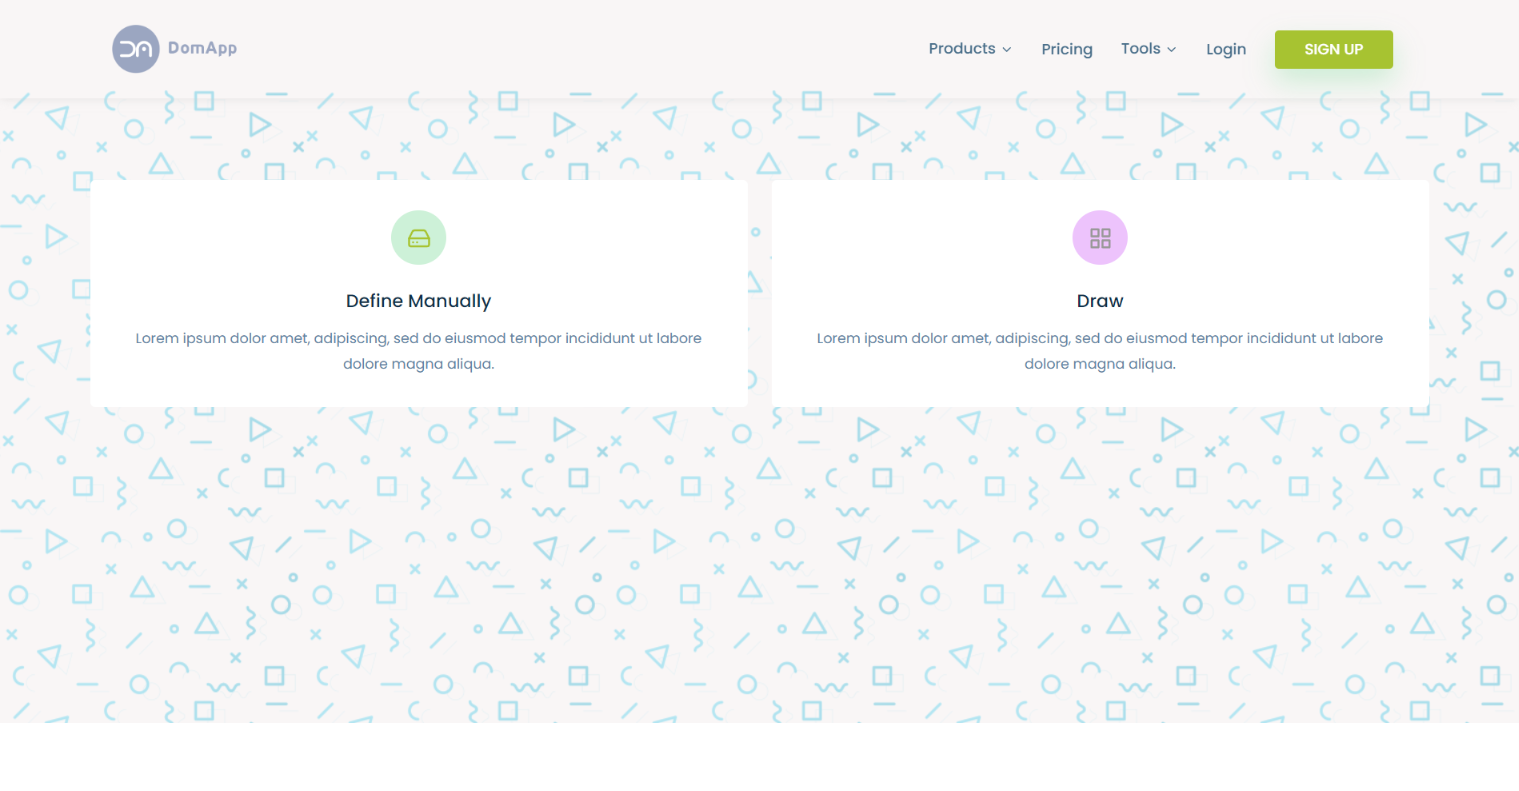 DA DomApp
Products Pricing Tools Login SIGN UP
Define Manually
Lorem ipsum dolor amet, adipiscing, sed do eiusmod tempor incididunt ut labore
dolore magna aliqua.
Draw
Lorem ipsum dolor amet, adipiscing, sed do eiusmod tempor incididunt ut labore
dolore magna aliqua.